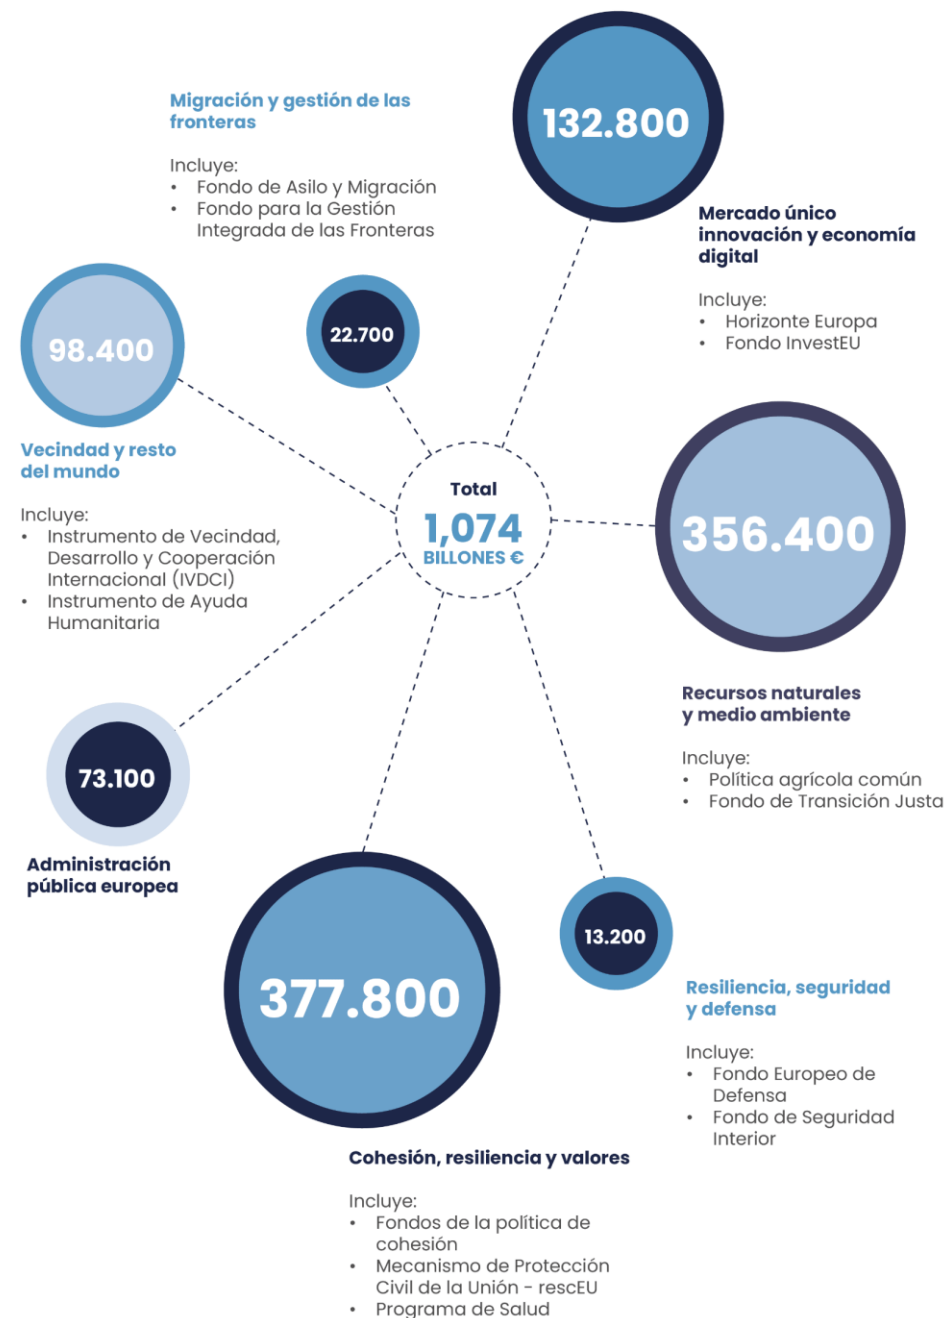 Migración y gestión de las
fronteras
Incluye:
• Fondo de Asilo y Migración
• Fondo para la Gestión
Integrada de las Fronteras
132.800
Mercado único
innovación y economía
digital
Incluye:
• Horizonte Europa
• Fondo InvestEU
22.700
98.400
Vecindad y resto
del mundo
Incluye:
• Instrumento de Vecindad,
Desarrollo y Cooperación
Internacional (IVDCI)
• Instrumento de Ayuda
Humanitaria
Total
1,074
BILLONES €
356.400
Recursos naturales
y medio ambiente
Incluye:
• Política agrícola común
• Fondo de Transición Justa
73.100
Administración
pública europea
377.800
Cohesión, resiliencia y valores
Incluye:
• Fondos de la política de
cohesión
• Mecanismo de Protección
Civil de la Unión - rescEU
• Programa de Salud
13.200
Resiliencia, seguridad
y defensa
Incluye:
• Fondo Europeo de
Defensa
• Fondo de Seguridad
Interior